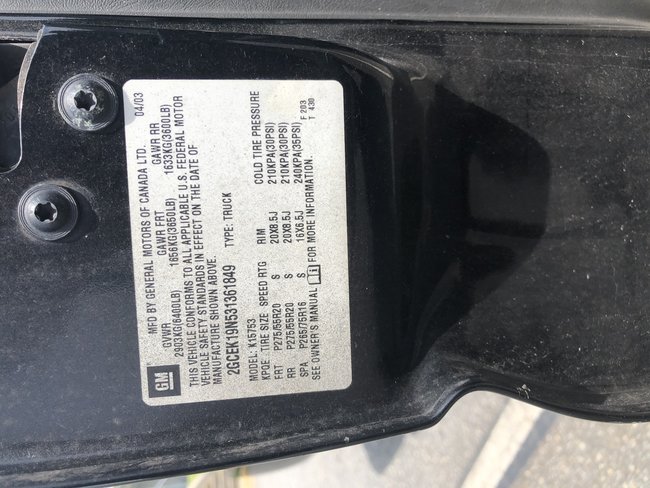 GM
MFD BY GENERAL MOTORS OF CANADA LTD. 04/03
GVWR GAWR FRT GAWR RR
2903KG(6400LB) 1656KG(3650LB) 1633KG(3600LB)
THIS VEHICLE CONFORMS TO ALL APPLICABLE U.S. FEDERAL MOTOR
VEHICLE SAFETY STANDARDS IN EFFECT ON THE DATE OF
MANUFACTURE SHOWN ABOVE.
2GCEK19N531361849 TYPE: TRUCK
MODEL: K15753
KPOE TIRE SIZE SPEED RTG RIM COLD TIRE PRESSURE
FRT P275/55R20 S 20X8.5J 210KPA(30PSI)
RR P275/55R20 S 20X8.5J 210KPA(30PSI)
SPA P265/75R16 S 16X6.5J 240KPA(35PSI)
SEE OWNER'S MANUAL FOR MORE INFORMATION.
F 203
T 430